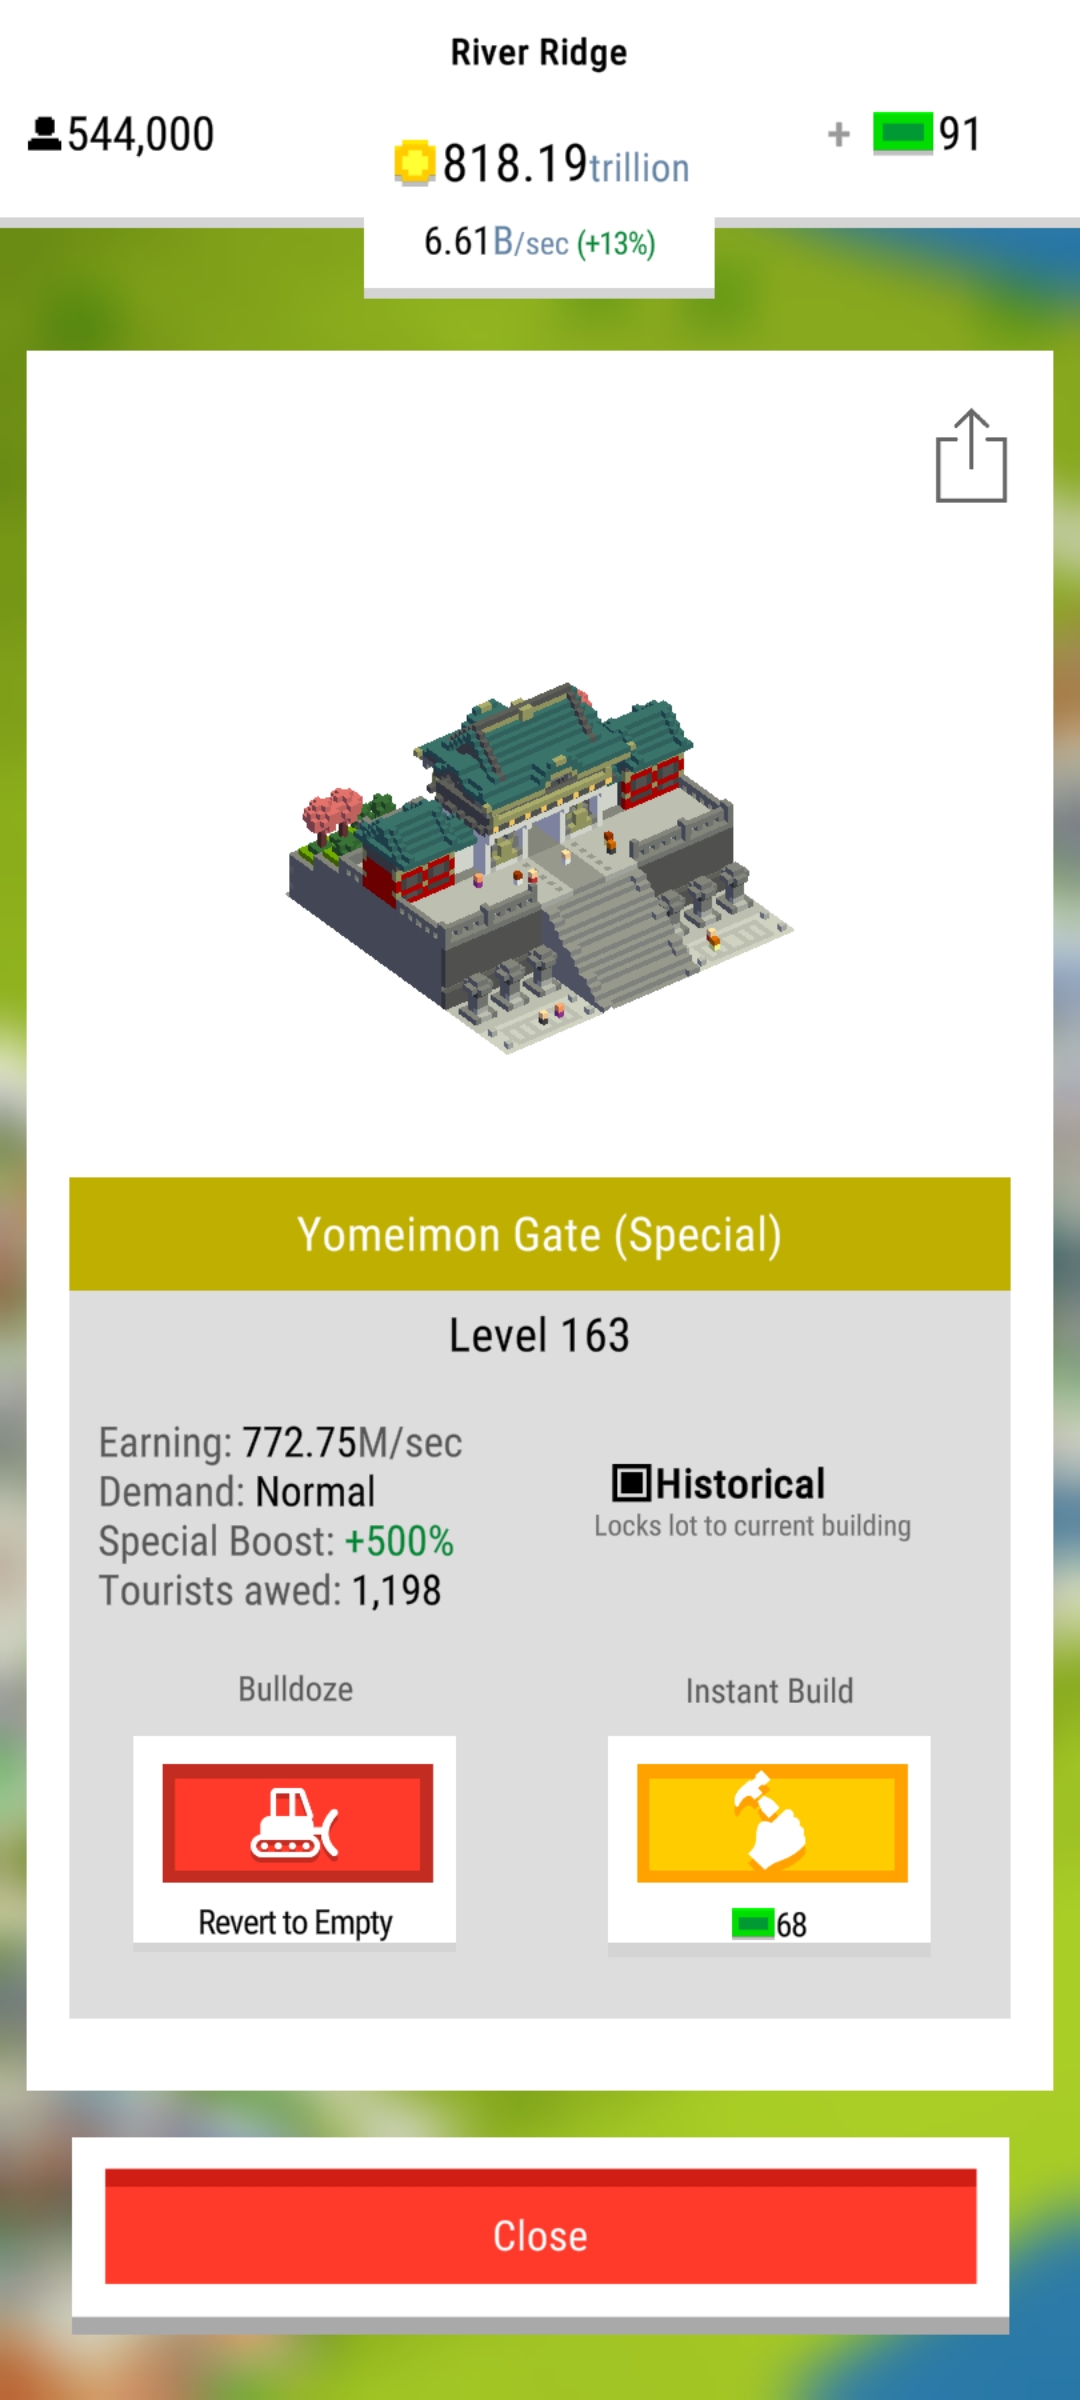 River Ridge
544,000
818.19trillion
+ 91
6.61B/sec (+13%)
Yomeimon Gate (Special)
Level 163
Earning: 772.75M/sec
Demand: Normal
Special Boost: +500%
Tourists awed: 1,198
Historical
Locks lot to current building
Bulldoze
Revert to Empty
Instant Build
68
Close